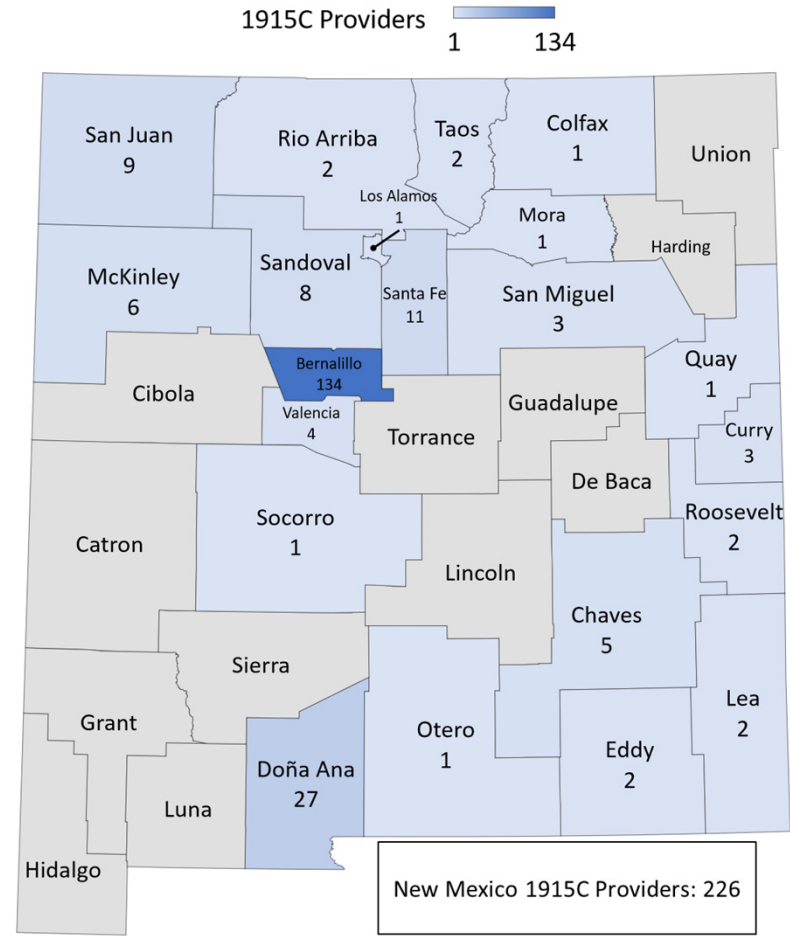 1915C Providers
1 134
San Juan
9
Rio Arriba
2
Taos
2
Colfax
1
Union
Los Alamos
1
Mora
1
Harding
McKinley
6
Sandoval
8
Santa Fe
11
San Miguel
3
Quay
1
Bernalillo
134
Cibola
Valencia
4
Torrance
Guadalupe
Curry
3
De Baca
Roosevelt
2
Catron
Socorro
1
Lincoln
Chaves
5
Sierra
Lea
2
Grant
Otero
1
Eddy
2
Doña Ana
27
Luna
Hidalgo
New Mexico 1915C Providers: 226